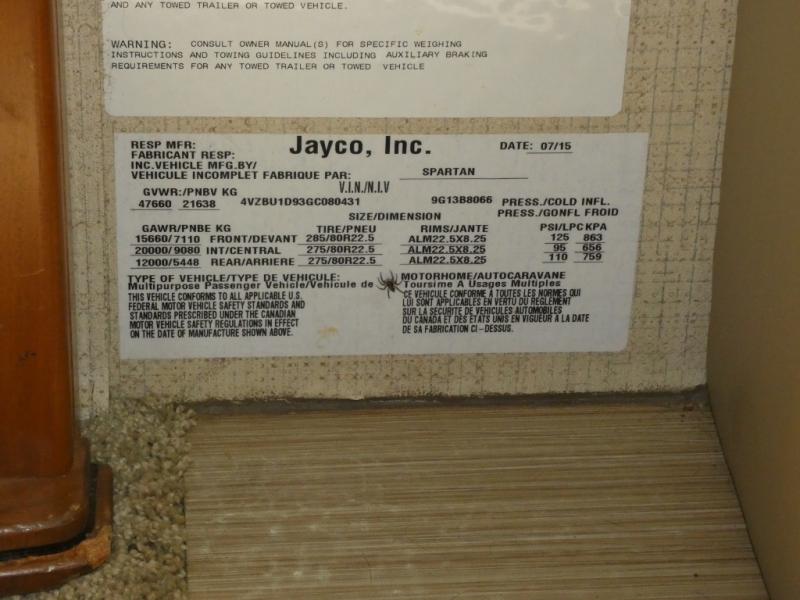 AND ANY TOWED TRAILER OR TOWED VEHICLE.
WARNING: CONSULT OWNER MANUAL(S) FOR SPECIFIC WEIGHING
INSTRUCTIONS AND TOWING GUIDELINES INCLUDING AUXILIARY BRAKING
REQUIREMENTS FOR ANY TOWED TRAILER OR TOWED VEHICLE
RESP MFR: Jayco, Inc. DATE: 07/15
FABRICANT RESP:
INC.VEHICLE MFG.BY/
VEHICULE INCOMPLET FABRIQUE PAR: SPARTAN
GVWR:/PNBV KG V.I.N./N.I.V
47660 21638 4VZBU1D93GC080431 9G13B8066 PRESS./COLD INFL.
SIZE/DIMENSION PRESS./GONFL FROID
GAWR/PNBE KG TIRE/PNEU RIMS/JANTE PSI/LPC KPA
15660/7110 FRONT/DEVANT 285/80R22.5 ALM22.5X8.25 125 863
20000/9080 INT/CENTRAL 275/80R22.5 ALM22.5X8.25 95 656
12000/5448 REAR/ARRIERE 275/80R22.5 ALM22.5X8.25 110 759
TYPE OF VEHICLE/TYPE DE VEHICULE: MOTORHOME/AUTOCARAVANE
Multipurpose Passenger Vehicle/Vehicule de Toursime A Usages Multiples
THIS VEHICLE CONFORMS TO ALL APPLICABLE U.S.
FEDERAL MOTOR VEHICLE SAFETY STANDARDS AND
STANDARDS PRESCRIBED UNDER THE CANADIAN
MOTOR VEHICLE SAFETY REGULATIONS IN EFFECT
ON THE DATE OF MANUFACTURE SHOWN ABOVE.
CE VEHICULE CONFORME A TOUTES LES NORMES QUI
LUI SONT APPLICABLES EN VERTU DU REGLEMENT
SUR LA SECURITE DE VEHICULES AUTOMOBILES
DU CANADA ET DES ETATS UNIS EN VIGUEUR A LA DATE
DE SA FABRICATION CI-DESSUS.